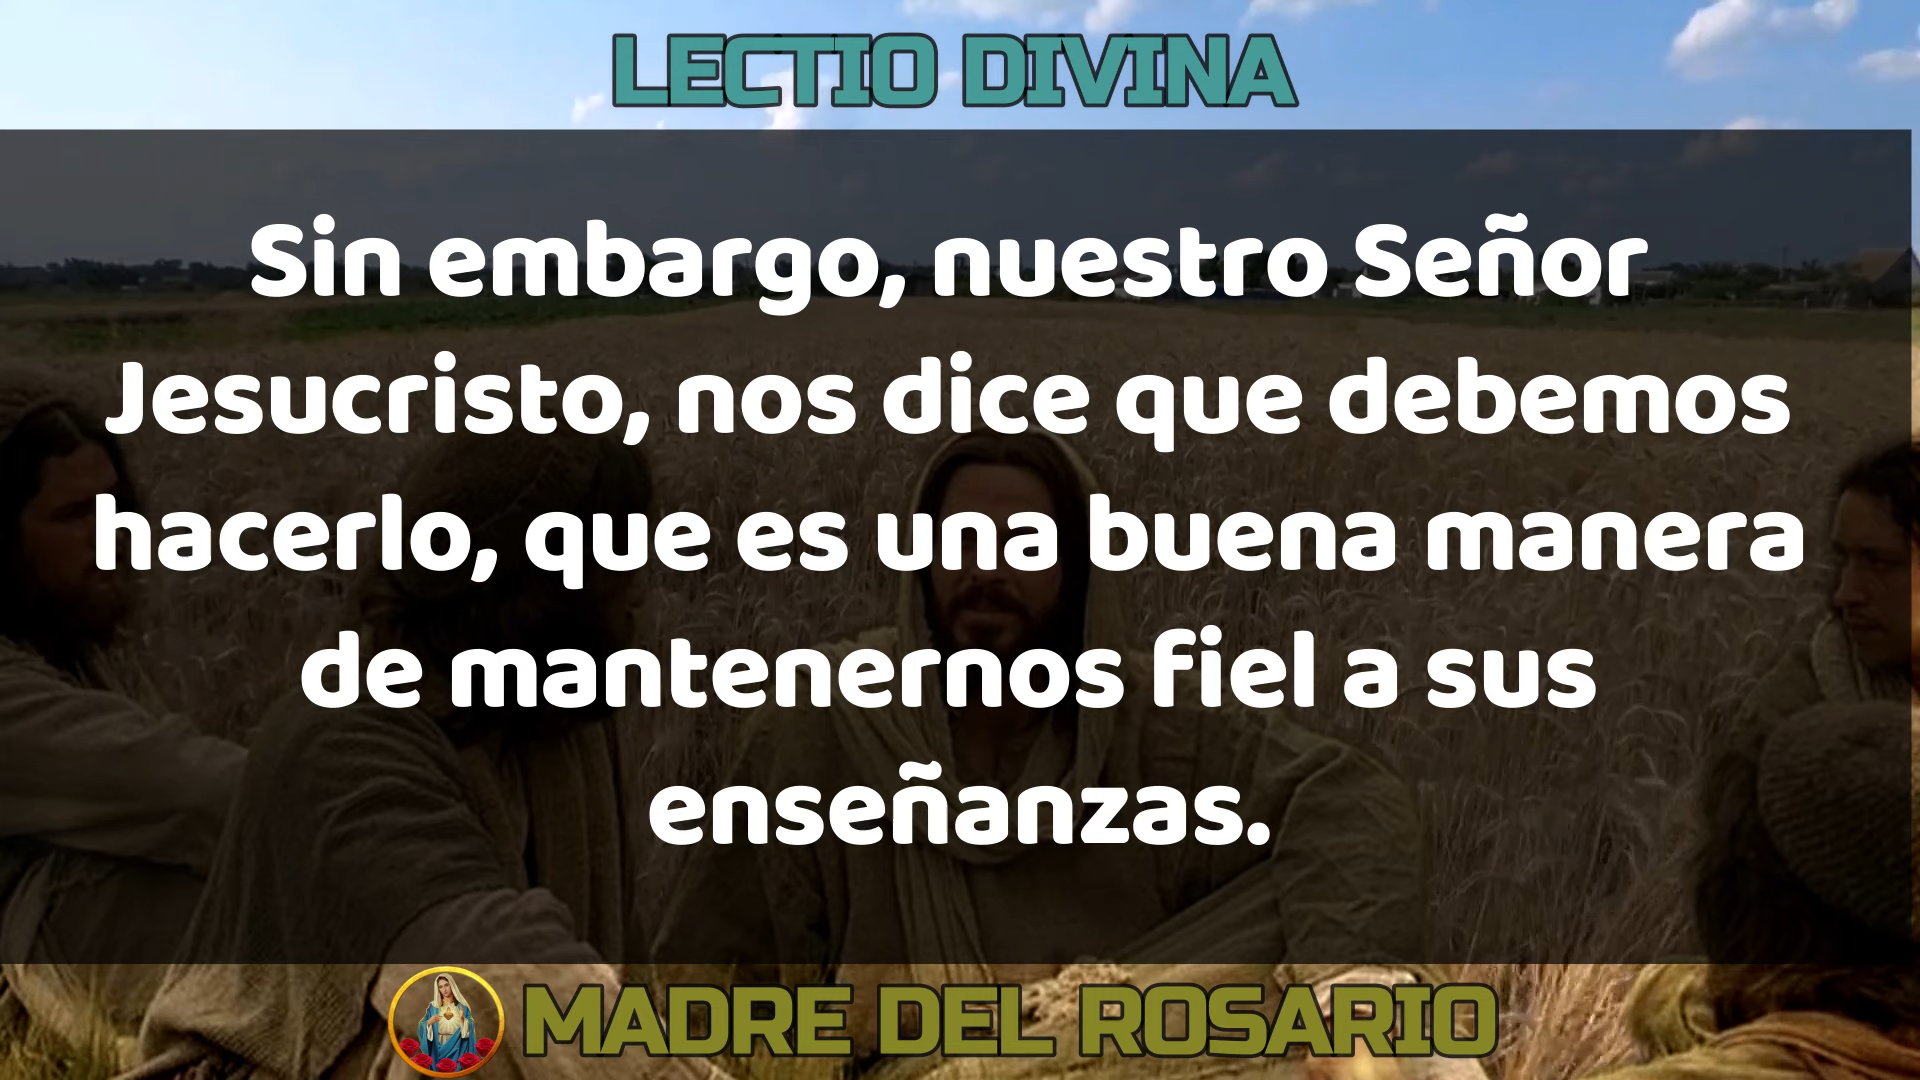 LECTIO DIVINA
Sin embargo, nuestro Señor
Jesucristo, nos dice que debemos
hacerlo, que es una buena manera
de mantenernos fiel a sus
enseñanzas.
MADRE DEL ROSARIO